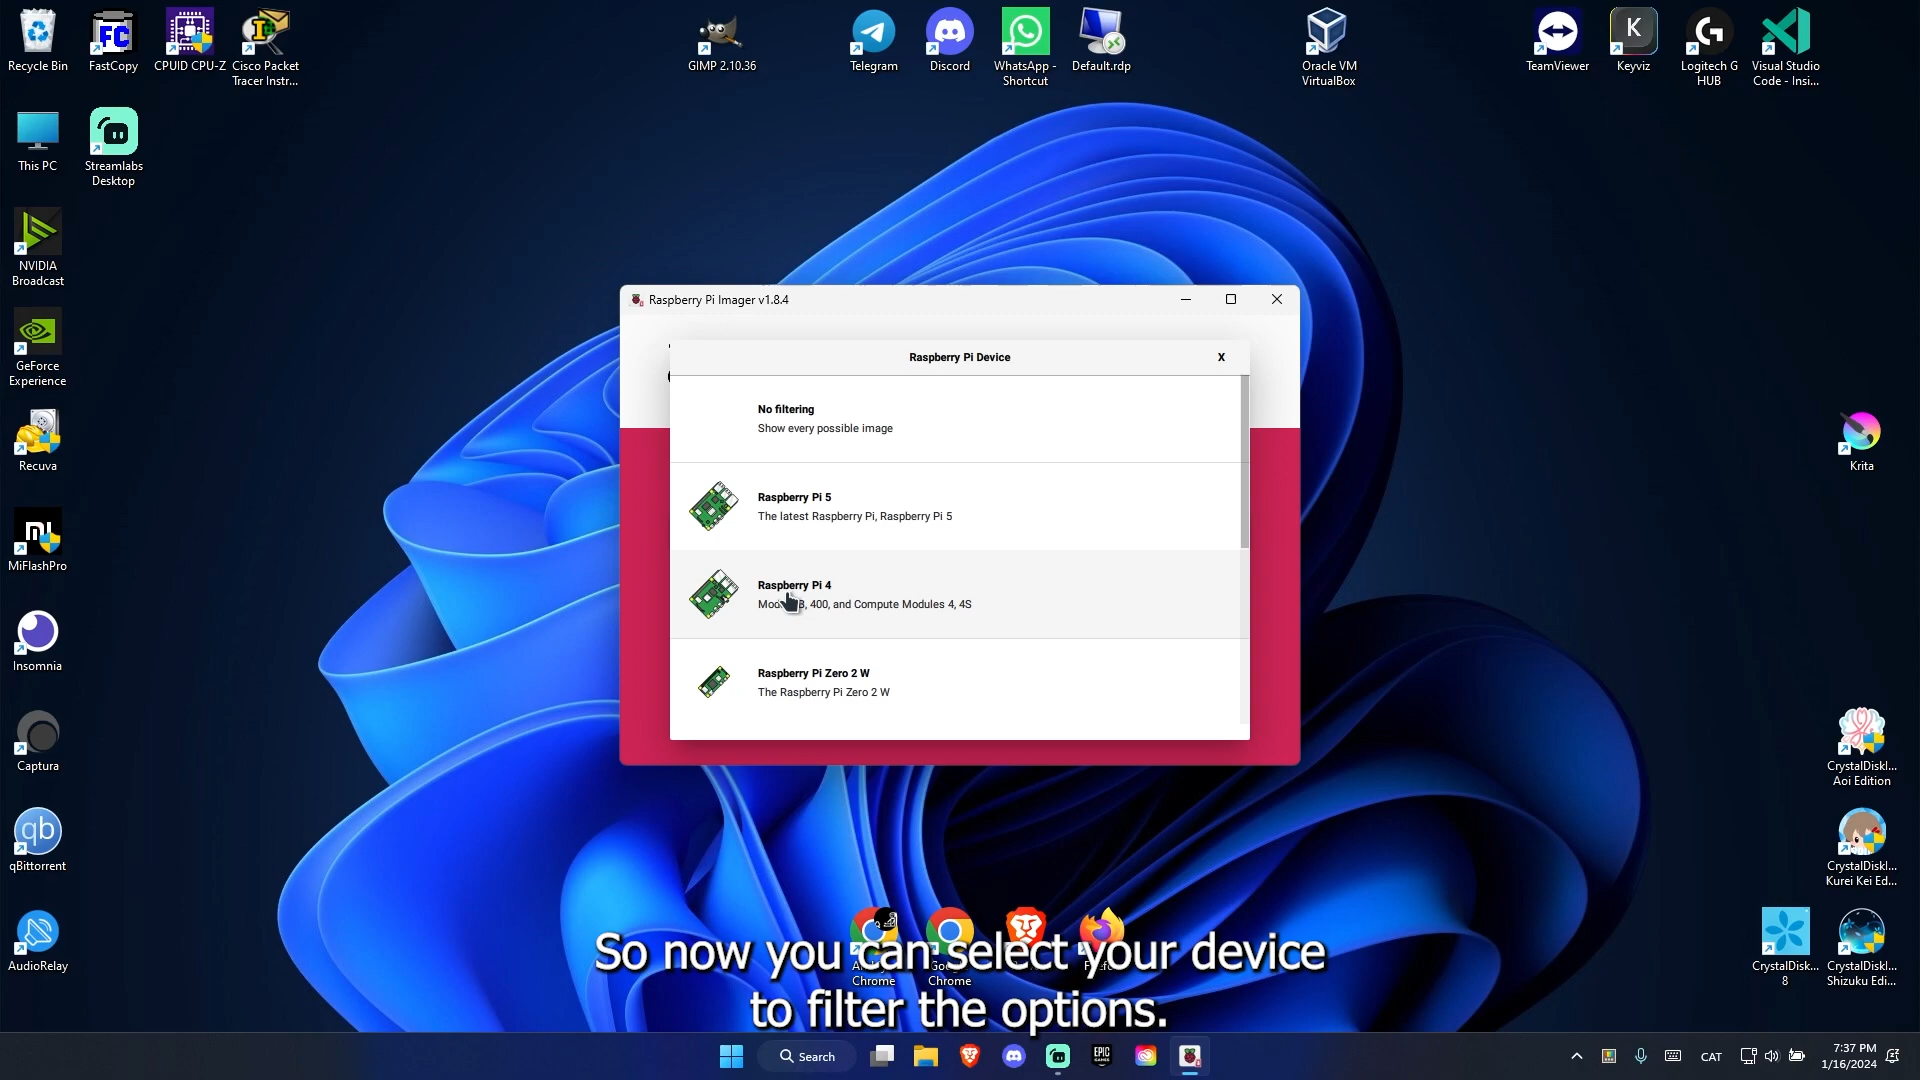 Recycle Bin
FastCopy
CPUID CPU-Z
Cisco Packet
Tracer Instr...
GIMP 2.10.36
Telegram
Discord
WhatsApp -
Shortcut
Default.rdp
Oracle VM
VirtualBox
TeamViewer
Keyviz
Logitech G
HUB
Visual Studio
Code - Insi...
This PC
Streamlabs
Desktop
NVIDIA
Broadcast
GeForce
Experience
Recuva
MiFlashPro
Insomnia
Captura
qBittorrent
AudioRelay
Krita
CrystalDiskI...
Aoi Edition
CrystalDiskI...
Kurei Kei Ed...
CrystalDisk...
8
CrystalDiskI...
Shizuku Edi...
Raspberry Pi Imager v1.8.4
Raspberry Pi Device
X
No filtering
Show every possible image
Raspberry Pi 5
The latest Raspberry Pi, Raspberry Pi 5
Raspberry Pi 4
400, and Compute Modules 4, 4S
Raspberry Pi Zero 2 W
The Raspberry Pi Zero 2 W
Chrome
Chrome
So now you can select your device
to filter the options.
Search
EPIC
GAMES
CAT
7:37 PM
1/16/2024
FC
K
qb